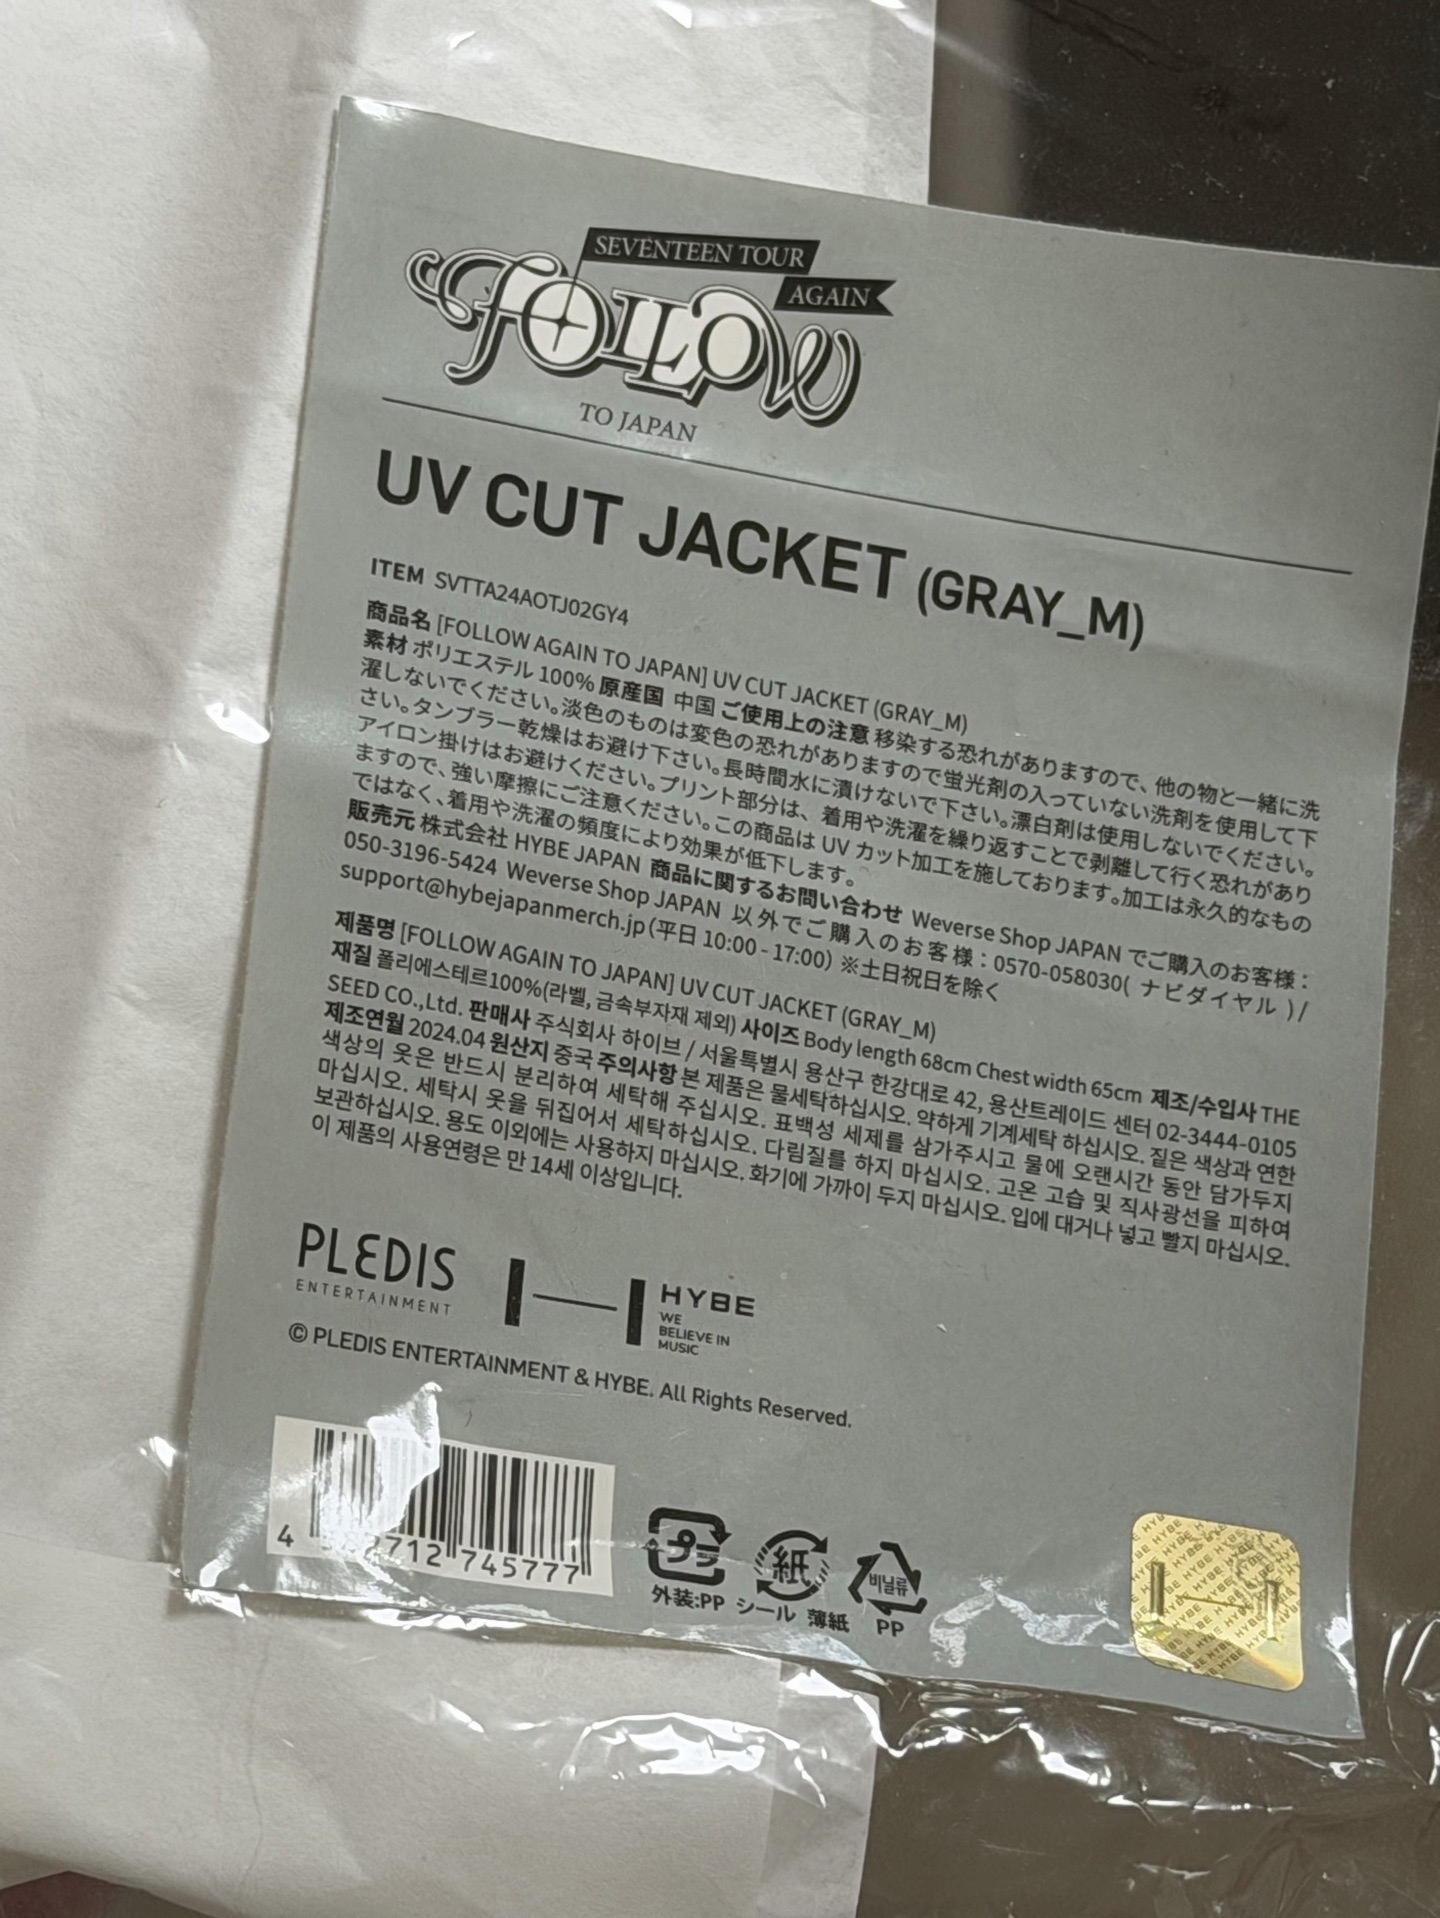 SEVENTEEN TOUR
AGAIN
FOLLOW
TO JAPAN
UV CUT JACKET (GRAY_M)
ITEM SVTTA24AOTJ02GY4
商品名 [FOLLOW AGAIN TO JAPAN] UV CUT JACKET (GRAY_M)
素材 ポリエステル 100% 原産国 中国 ご使用上の注意 移染する恐れがありますので、他の物と一緒に洗
濯しないでください。淡色のものは変色の恐れがありますので蛍光剤の入っていない洗剤を使用して下
さい。タンブラー乾燥はお避け下さい。長時間水に漬けないで下さい。漂白剤は使用しないでください。
アイロン掛けはお避けください。プリント部分は、着用や洗濯を繰り返すことで剥離して行く恐れがあり
ますので、強い摩擦にご注意ください。この商品は UV カット加工を施しております。加工は永久的なもの
ではなく、着用や洗濯の頻度により効果が低下します。
販売元 株式会社 HYBE JAPAN 商品に関するお問い合わせ Weverse Shop JAPAN でご購入のお客様：
050-3196-5424 Weverse Shop JAPAN 以外でご購入のお客様：0570-058030( ナビダイヤル )/
support@hybejapanmerch.jp（平日 10:00 - 17:00） ※土日祝日を除く
제품명 [FOLLOW AGAIN TO JAPAN] UV CUT JACKET (GRAY_M)
재질 폴리에스테르100%(라벨, 금속부자재 제외) 사이즈 Body length 68cm Chest width 65cm 제조/수입사 THE
SEED CO.,Ltd. 판매사 주식회사 하이브 / 서울특별시 용산구 한강대로 42, 용산트레이드 센터 02-3444-0105
제조연월 2024.04 원산지 중국 주의사항 본 제품은 물세탁하십시오. 약하게 기계세탁 하십시오. 짙은 색상과 연한
색상의 옷은 반드시 분리하여 세탁해 주십시오. 표백성 세제를 삼가주시고 물에 오랜시간 동안 담가두지
마십시오. 세탁시 옷을 뒤집어서 세탁하십시오. 다림질를 하지 마십시오. 고온 고습 및 직사광선을 피하여
보관하십시오. 용도 이외에는 사용하지 마십시오. 화기에 가까이 두지 마십시오. 입에 대거나 넣고 빨지 마십시오.
이 제품의 사용연령은 만 14세 이상입니다.
PLEDIS
ENTERTAINMENT
HYBE
WE
BELIEVE IN
MUSIC
© PLEDIS ENTERTAINMENT & HYBE. All Rights Reserved.
4 745777
プラ
外装:PP
紙
シール 薄紙
비닐류
PP
HYBE